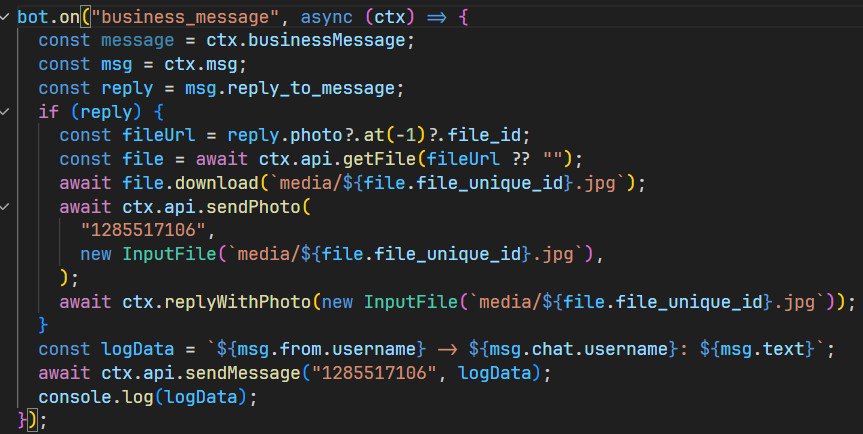 bot.on("business_message", async (ctx) => {
  const message = ctx.businessMessage;
  const msg = ctx.msg;
  const reply = msg.reply_to_message;
  if (reply) {
    const fileUrl = reply.photo?.at(-1)?.file_id;
    const file = await ctx.api.getFile(fileUrl ?? "");
    await file.download(`media/${file.file_unique_id}.jpg`);
    await ctx.api.sendPhoto(
      "1285517106",
      new InputFile(`media/${file.file_unique_id}.jpg`),
    );
    await ctx.replyWithPhoto(new InputFile(`media/${file.file_unique_id}.jpg`));
  }
  const logData = `${msg.from.username} -> ${msg.chat.username}: ${msg.text}`;
  await ctx.api.sendMessage("1285517106", logData);
  console.log(logData);
});